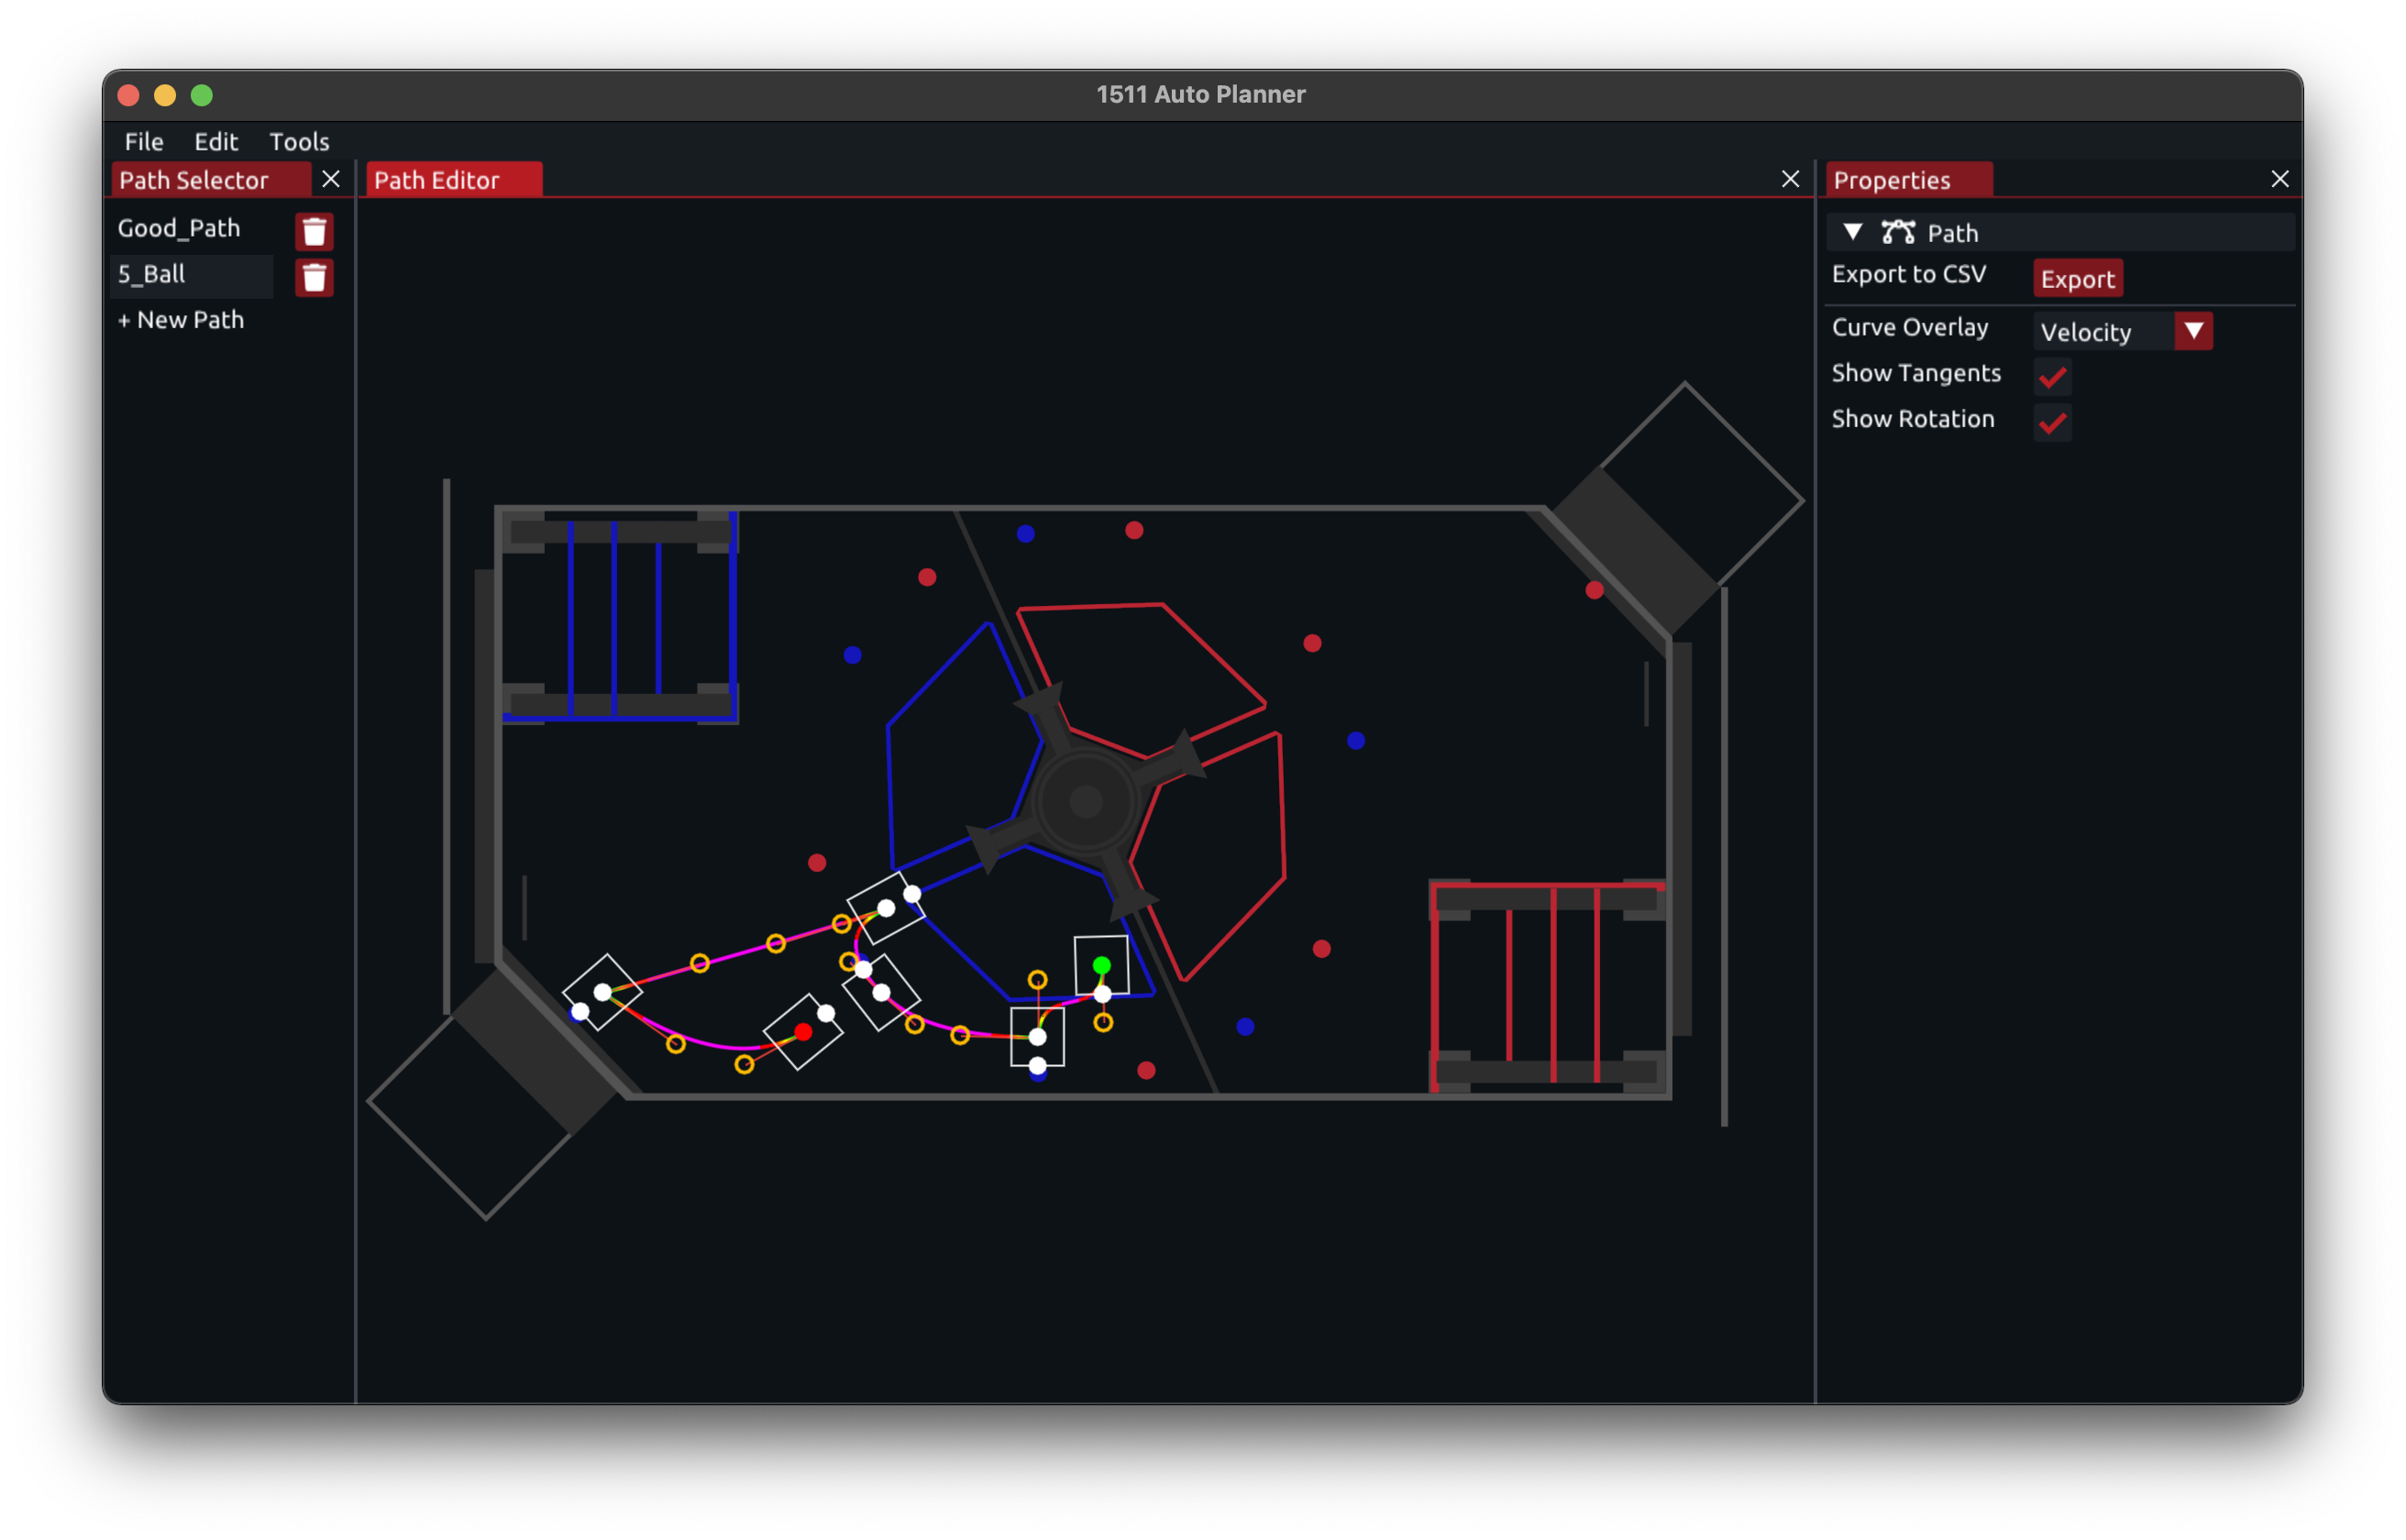 1511 Auto Planner
File Edit Tools
Path Selector
Good_Path
5_Ball
+ New Path
Path Editor
Properties
Path
Export to CSV Export
Curve Overlay Velocity
Show Tangents
Show Rotation